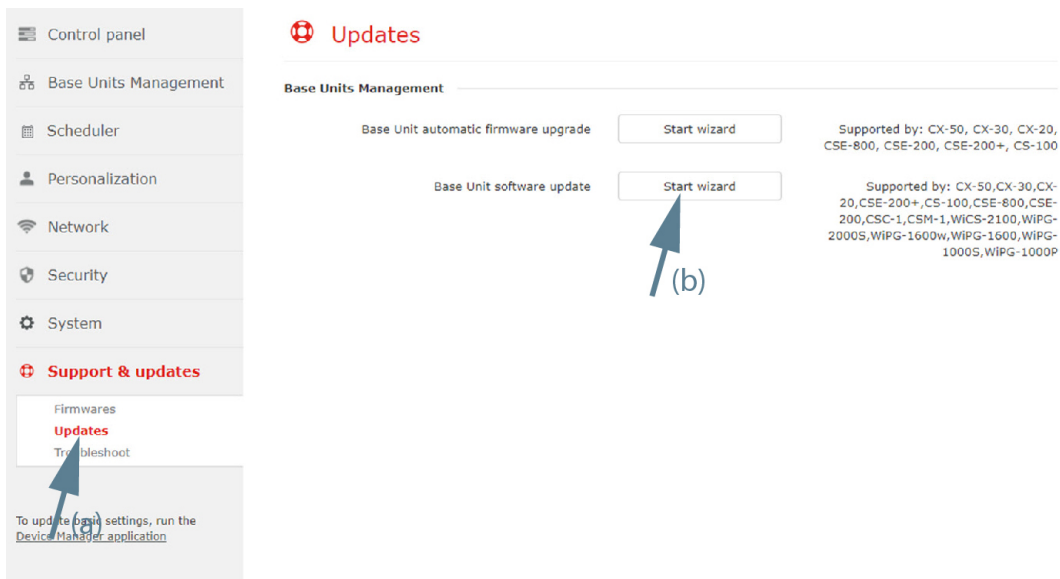 Control panel
Base Units Management
Scheduler
Personalization
Network
Security
System
Support & updates
Firmwares
Updates
Troubleshoot
To update basic settings, run the
Device Manager application
(a)
Updates
Base Units Management
Base Unit automatic firmware upgrade
Start wizard
Supported by: CX-50, CX-30, CX-20,
CSE-800, CSE-200, CSE-200+, CS-100
Base Unit software update
Start wizard
Supported by: CX-50,CX-30,CX-
20,CSE-200+,CS-100,CSE-800,CSE-
200,CSC-1,CSM-1,WiCS-2100,WiPG-
2000S,WiPG-1600w,WiPG-1600,WiPG-
1000S,WiPG-1000P
(b)